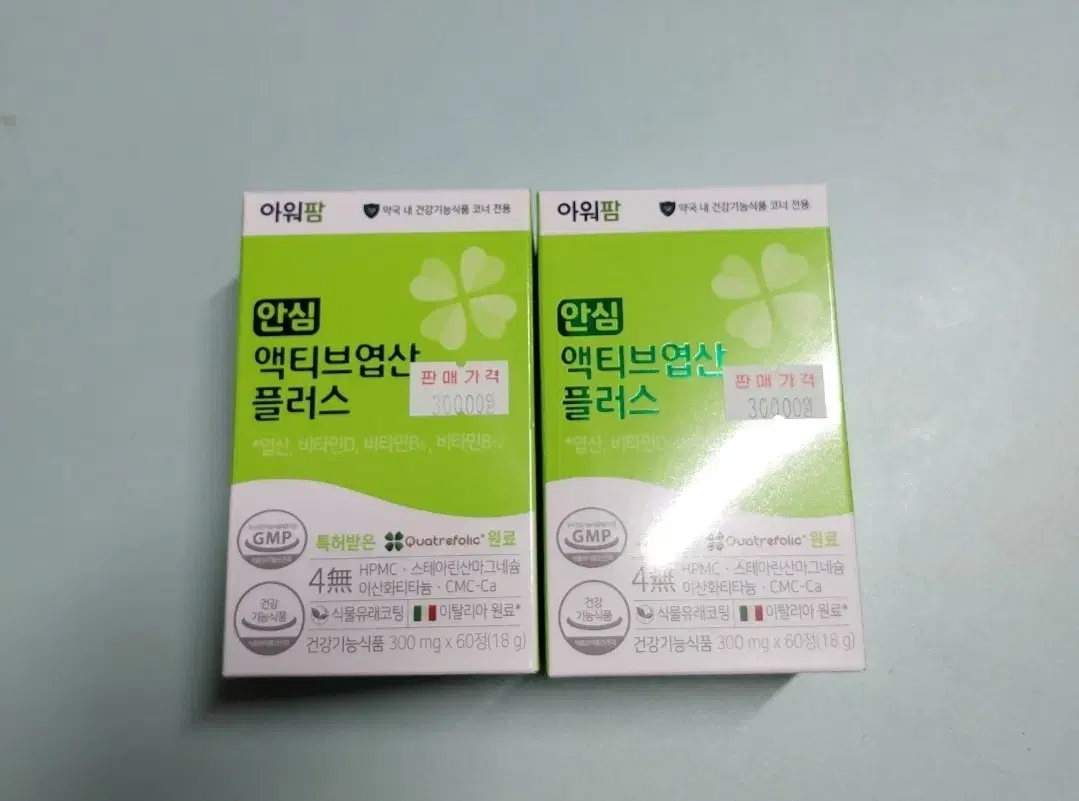 아워팜
약국 내 건강기능식품 코너 전용
안심
액티브엽산
플러스
판매가격
30000원
*엽산, 비타민D, 비타민B₆, 비타민B₁₂
GMP
특허받은 Quatrefolic® 원료
4無 HPMC · 스테아린산마그네슘
이산화티타늄 · CMC-Ca
건강
기능식품
식물유래코팅 이탈리아 원료*
건강기능식품 300 mg x 60정(18 g)
아워팜
약국 내 건강기능식품 코너 전용
안심
액티브엽산
플러스
판매가격
30000원
*엽산, 비타민D,
GMP
Quatrefolic® 원료
4無 HPMC · 스테아린산마그네슘
이산화티타늄 · CMC-Ca
건강
기능식품
식물유래코팅 이탈리아 원료*
건강기능식품 300 mg x 60정(18 g)